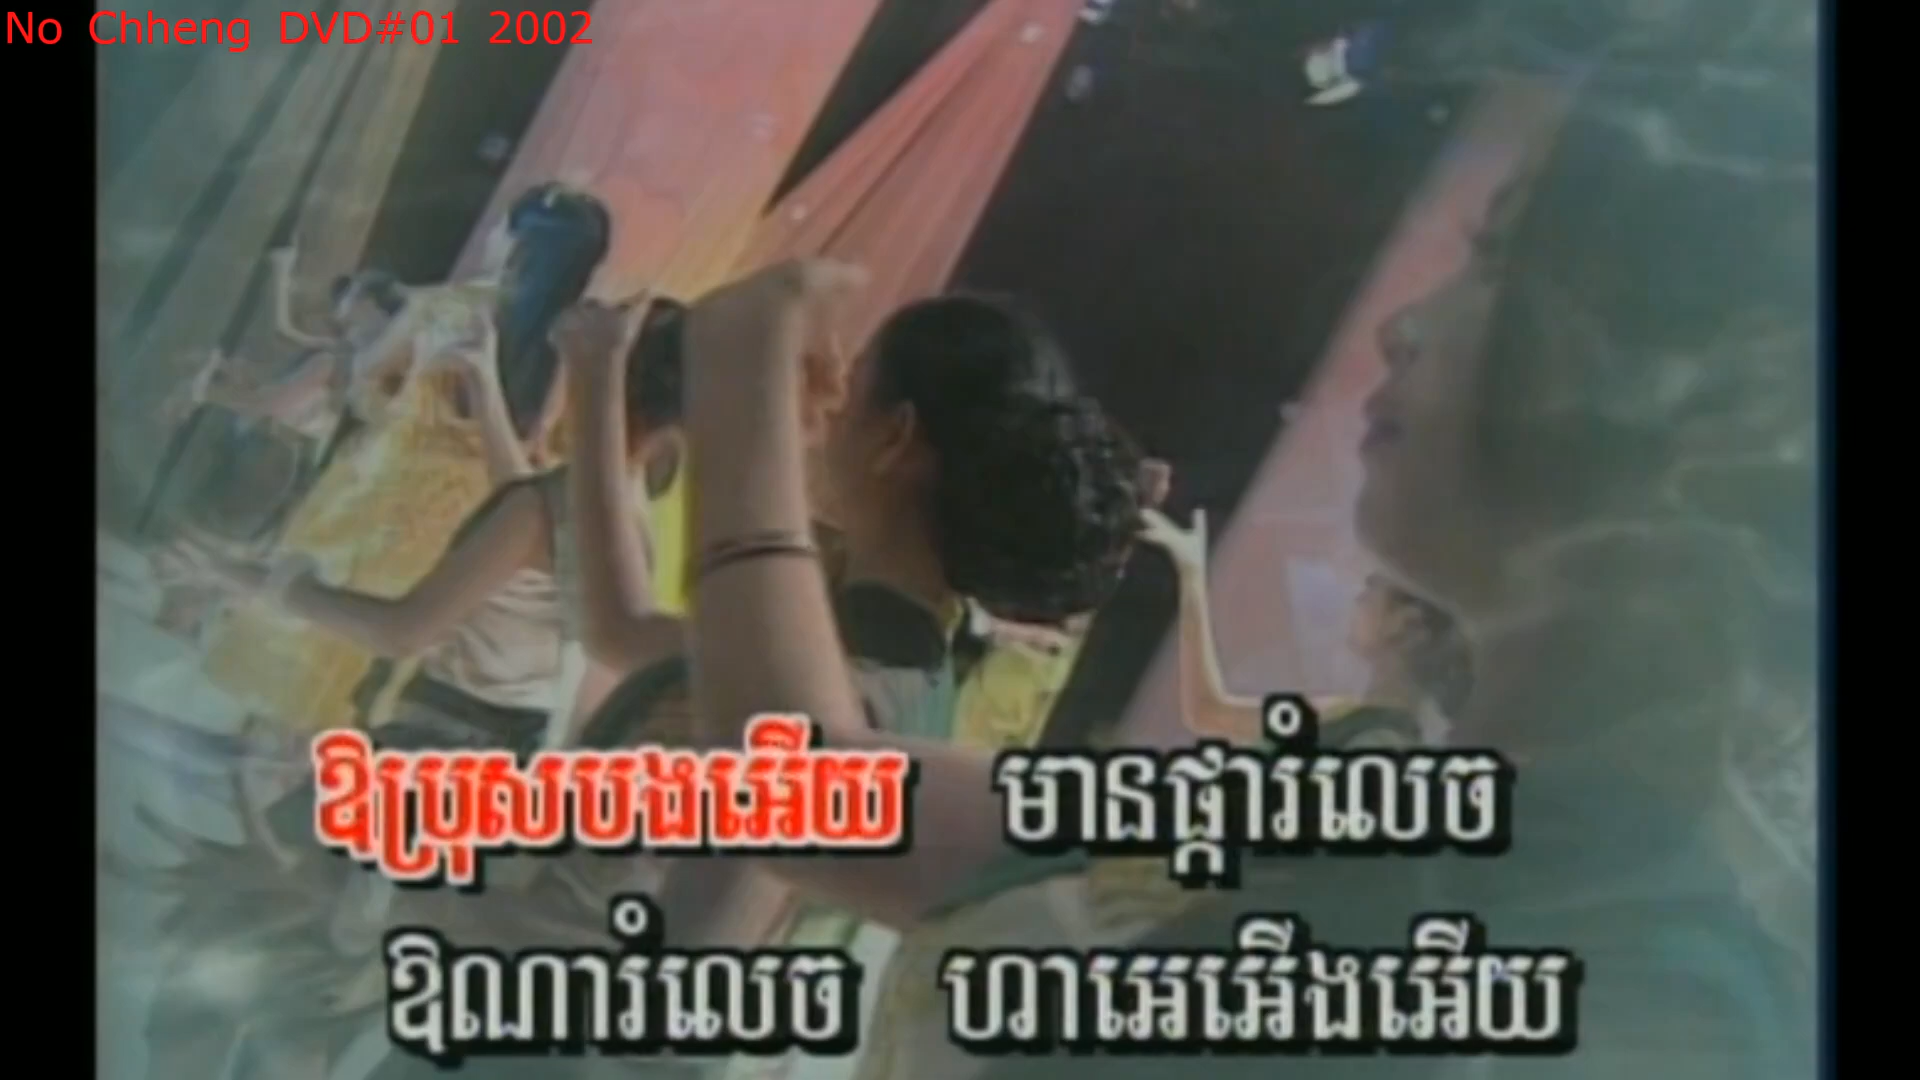 No Chheng DVD#01 2002
ឱប្រុសបងអើយ មានផ្ការំលេច
ឱណារំលេច ហាអេអើងអើយ